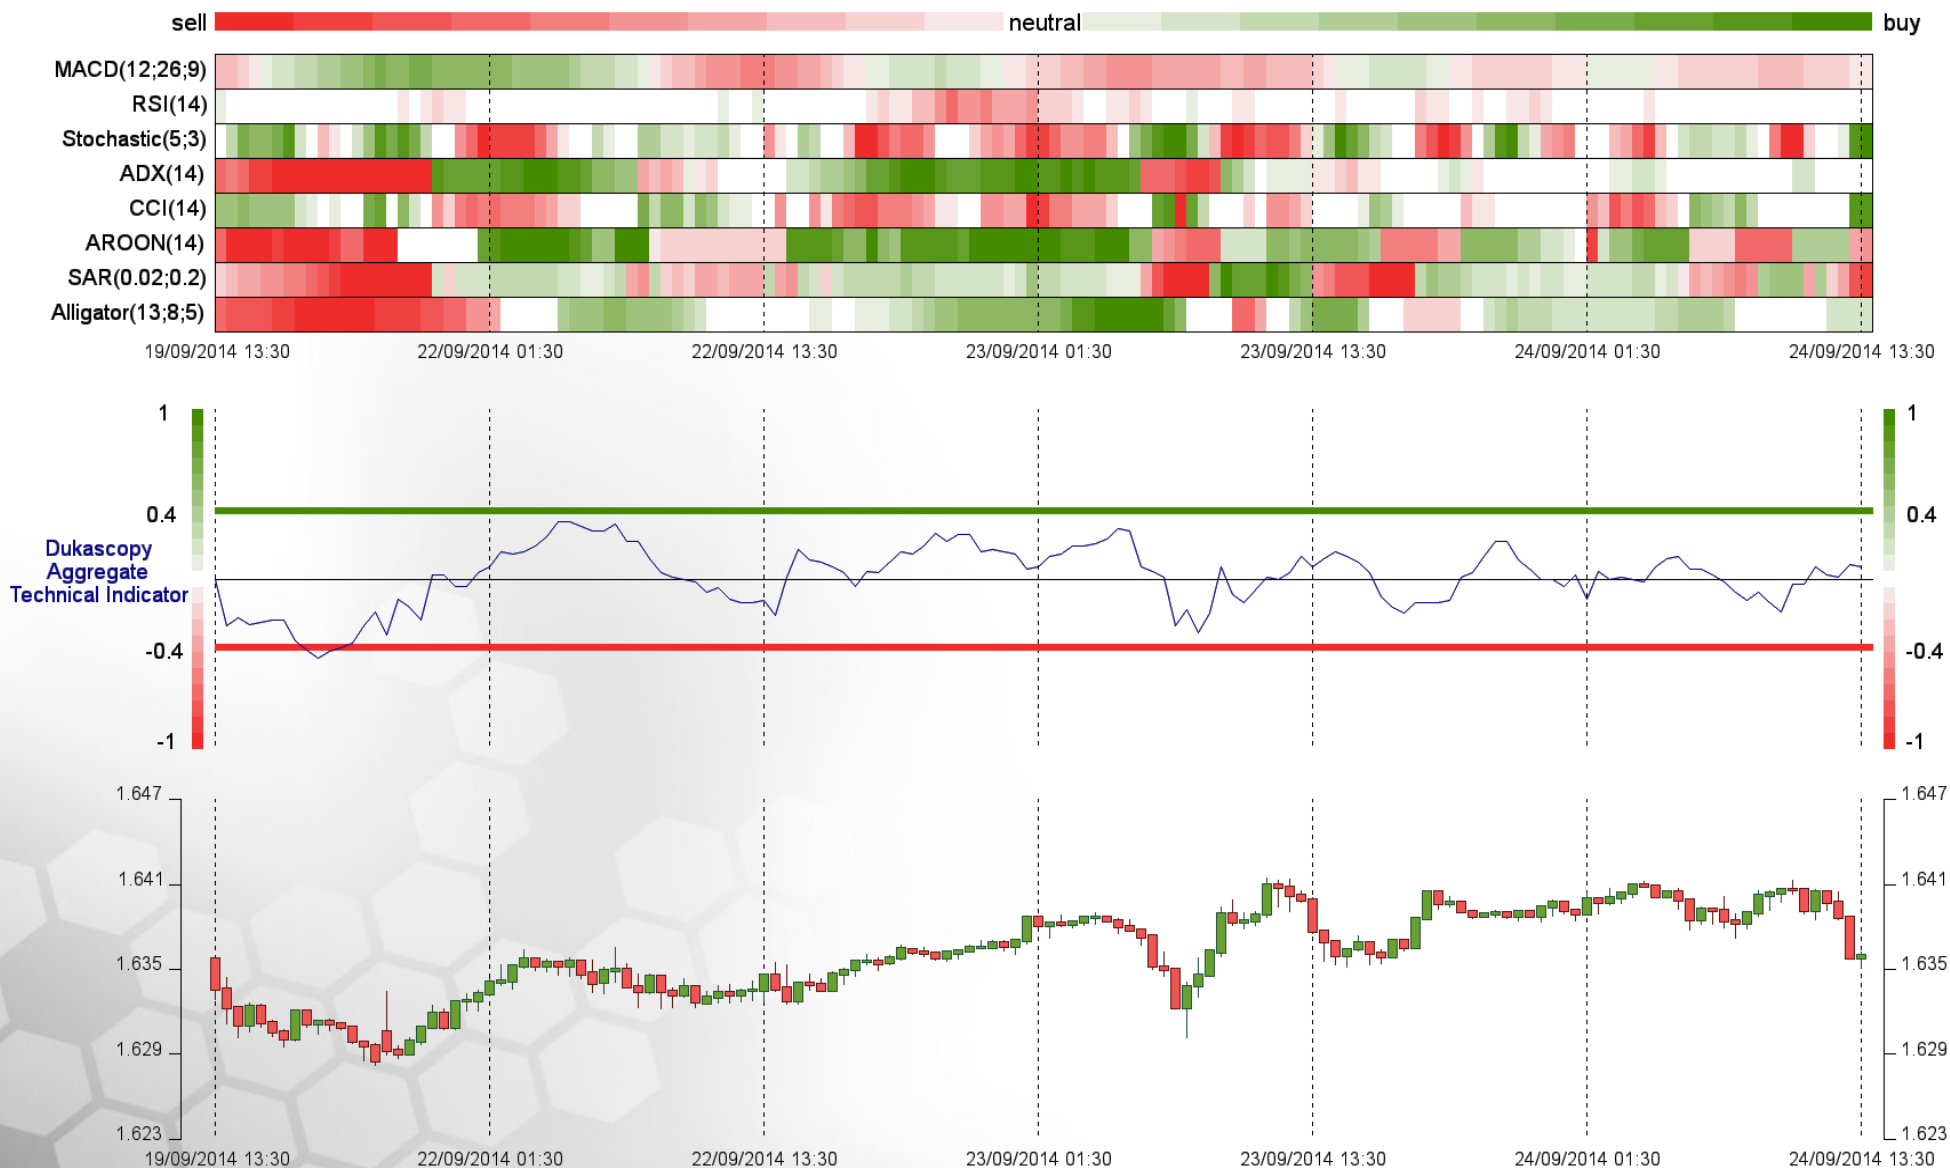 sell neutral buy
MACD(12;26;9)
RSI(14)
Stochastic(5;3)
ADX(14)
CCI(14)
AROON(14)
SAR(0.02;0.2)
Alligator(13;8;5)
19/09/2014 13:30 22/09/2014 01:30 22/09/2014 13:30 23/09/2014 01:30 23/09/2014 13:30 24/09/2014 01:30 24/09/2014 13:30
1 1
0.4 0.4
Dukascopy
Aggregate
Technical Indicator
-0.4 -0.4
-1 -1
1.647 1.647
1.641 1.641
1.635 1.635
1.629 1.629
1.623 1.623
19/09/2014 13:30 22/09/2014 01:30 22/09/2014 13:30 23/09/2014 01:30 23/09/2014 13:30 24/09/2014 01:30 24/09/2014 13:30